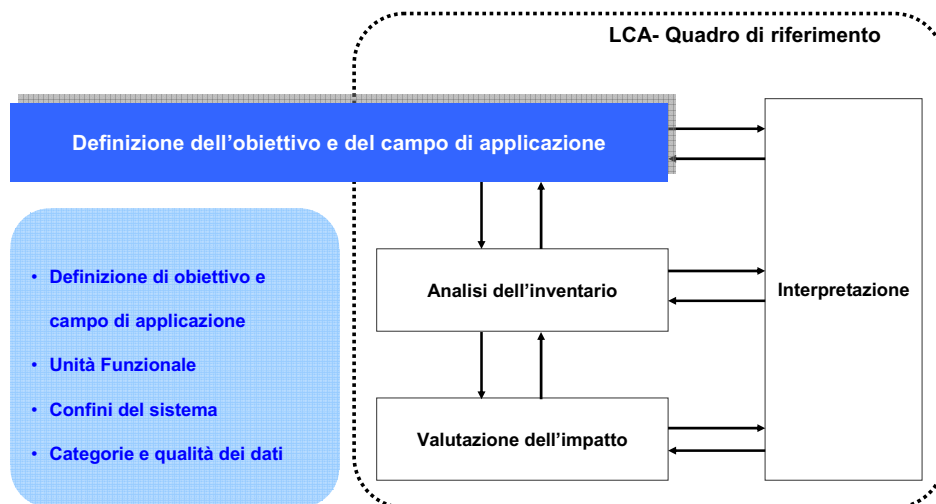 LCA- Quadro di riferimento
Definizione dell'obiettivo e del campo di applicazione
• Definizione di obiettivo e
campo di applicazione
• Unità Funzionale
• Confini del sistema
• Categorie e qualità dei dati
Analisi dell'inventario
Valutazione dell'impatto
Interpretazione